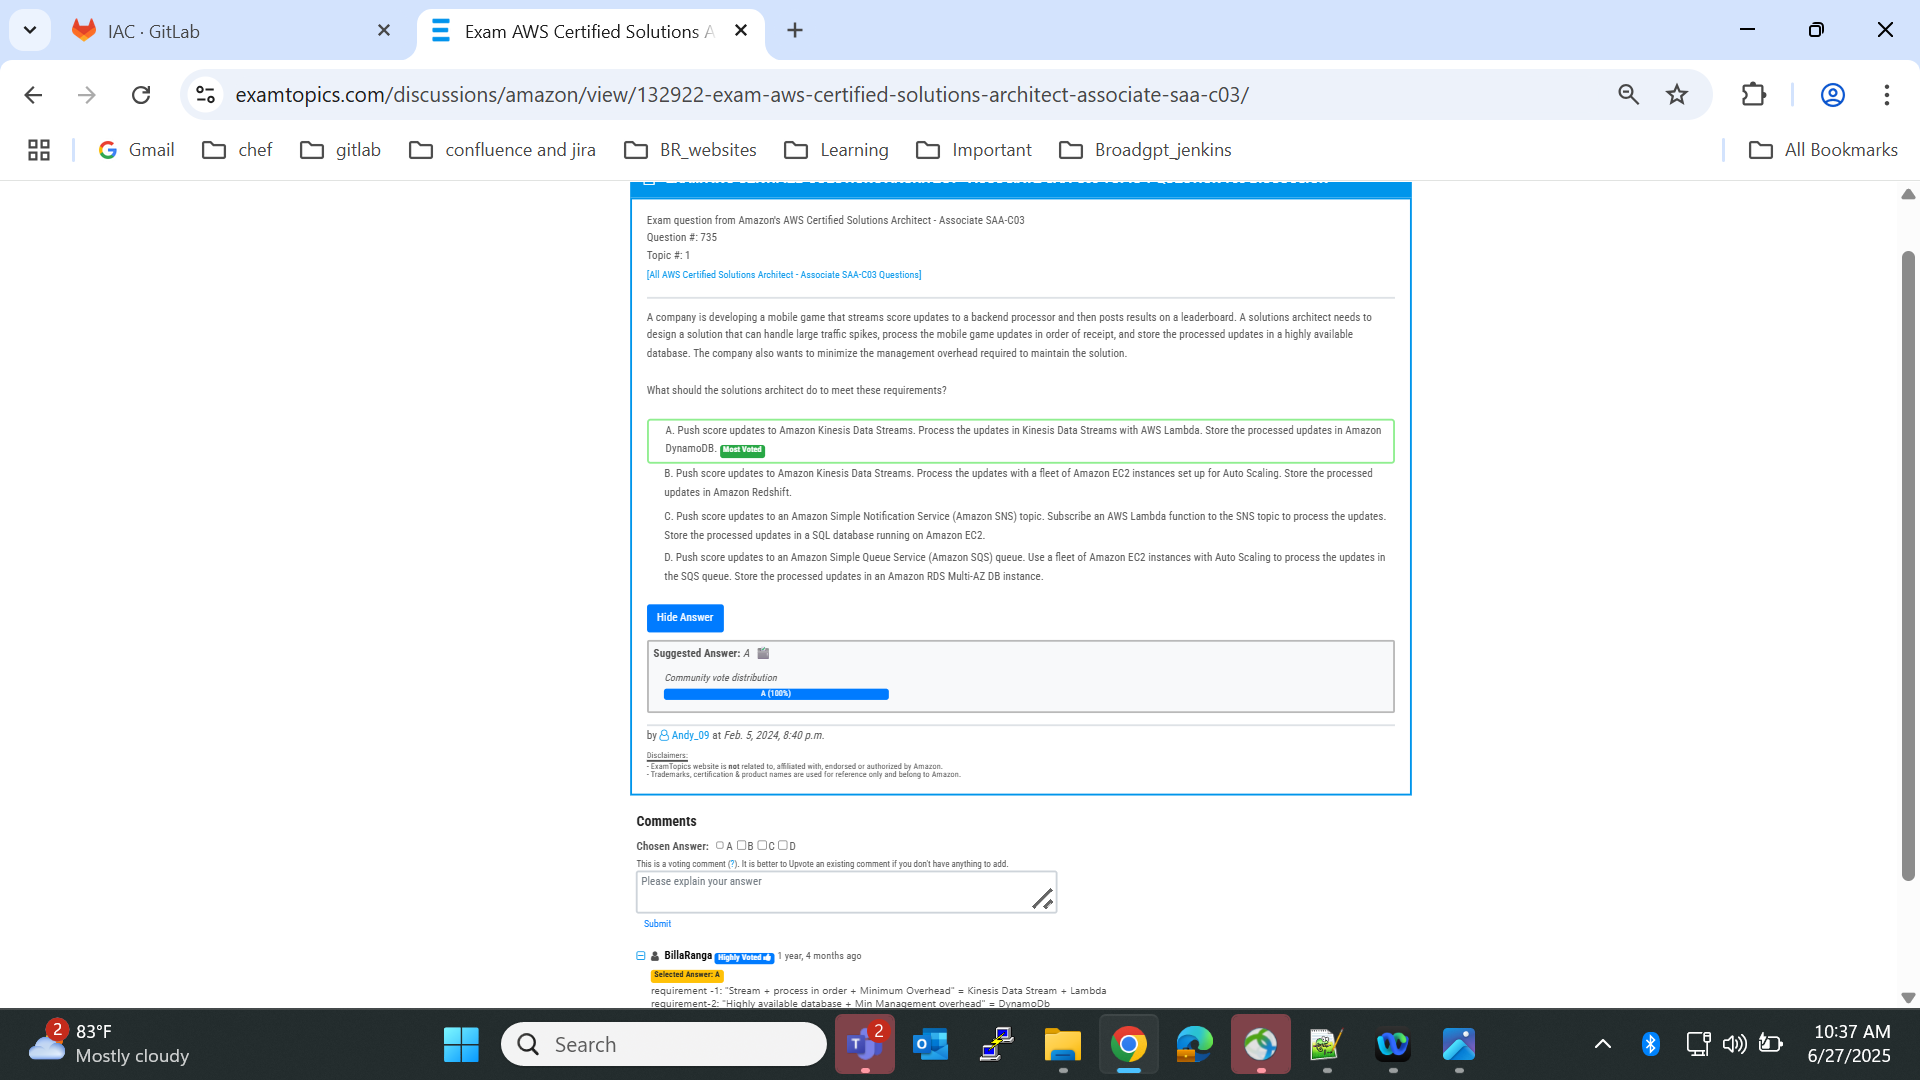 IAC · GitLab
Exam AWS Certified Solutions A
examtopics.com/discussions/amazon/view/132922-exam-aws-certified-solutions-architect-associate-saa-c03/
Gmail
chef
gitlab
confluence and jira
BR_websites
Learning
Important
Broadgpt_jenkins
All Bookmarks
Exam question from Amazon's AWS Certified Solutions Architect - Associate SAA-C03
Question #: 735
Topic #: 1
[All AWS Certified Solutions Architect - Associate SAA-C03 Questions]
A company is developing a mobile game that streams score updates to a backend processor and then posts results on a leaderboard. A solutions architect needs to
design a solution that can handle large traffic spikes, process the mobile game updates in order of receipt, and store the processed updates in a highly available
database. The company also wants to minimize the management overhead required to maintain the solution.
What should the solutions architect do to meet these requirements?
A. Push score updates to Amazon Kinesis Data Streams. Process the updates in Kinesis Data Streams with AWS Lambda. Store the processed updates in Amazon
DynamoDB. Most Voted
B. Push score updates to Amazon Kinesis Data Streams. Process the updates with a fleet of Amazon EC2 instances set up for Auto Scaling. Store the processed
updates in Amazon Redshift.
C. Push score updates to an Amazon Simple Notification Service (Amazon SNS) topic. Subscribe an AWS Lambda function to the SNS topic to process the updates.
Store the processed updates in a SQL database running on Amazon EC2.
D. Push score updates to an Amazon Simple Queue Service (Amazon SQS) queue. Use a fleet of Amazon EC2 instances with Auto Scaling to process the updates in
the SQS queue. Store the processed updates in an Amazon RDS Multi-AZ DB instance.
Hide Answer
Suggested Answer: A
Community vote distribution
A (100%)
by Andy_09 at Feb. 5, 2024, 8:40 p.m.
Disclaimers:
- ExamTopics website is not related to, affiliated with, endorsed or authorized by Amazon.
- Trademarks, certification & product names are used for reference only and belong to Amazon.
Comments
Chosen Answer: A B C D
This is a voting comment (?). It is better to Upvote an existing comment if you don't have anything to add.
Please explain your answer
Submit
BillaRanga Highly Voted 1 year, 4 months ago
Selected Answer: A
requirement -1: "Stream + process in order + Minimum Overhead" = Kinesis Data Stream + Lambda
requirement-2: "Highly available database + Min Management overhead" = DynamoDb
2
83°F
Mostly cloudy
Search
2
10:37 AM
6/27/2025